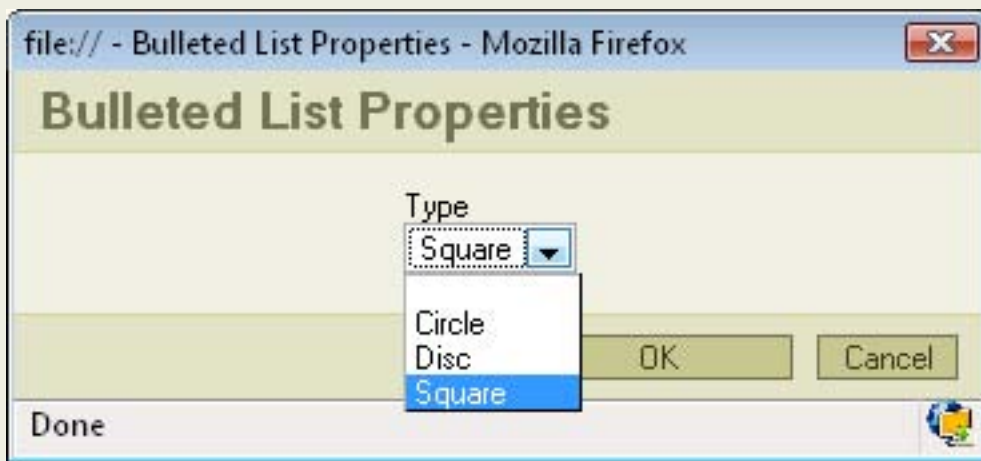 file:// - Bulleted List Properties - Mozilla Firefox
Bulleted List Properties
Type
Square
Circle
Disc
Square
OK
Cancel
Done